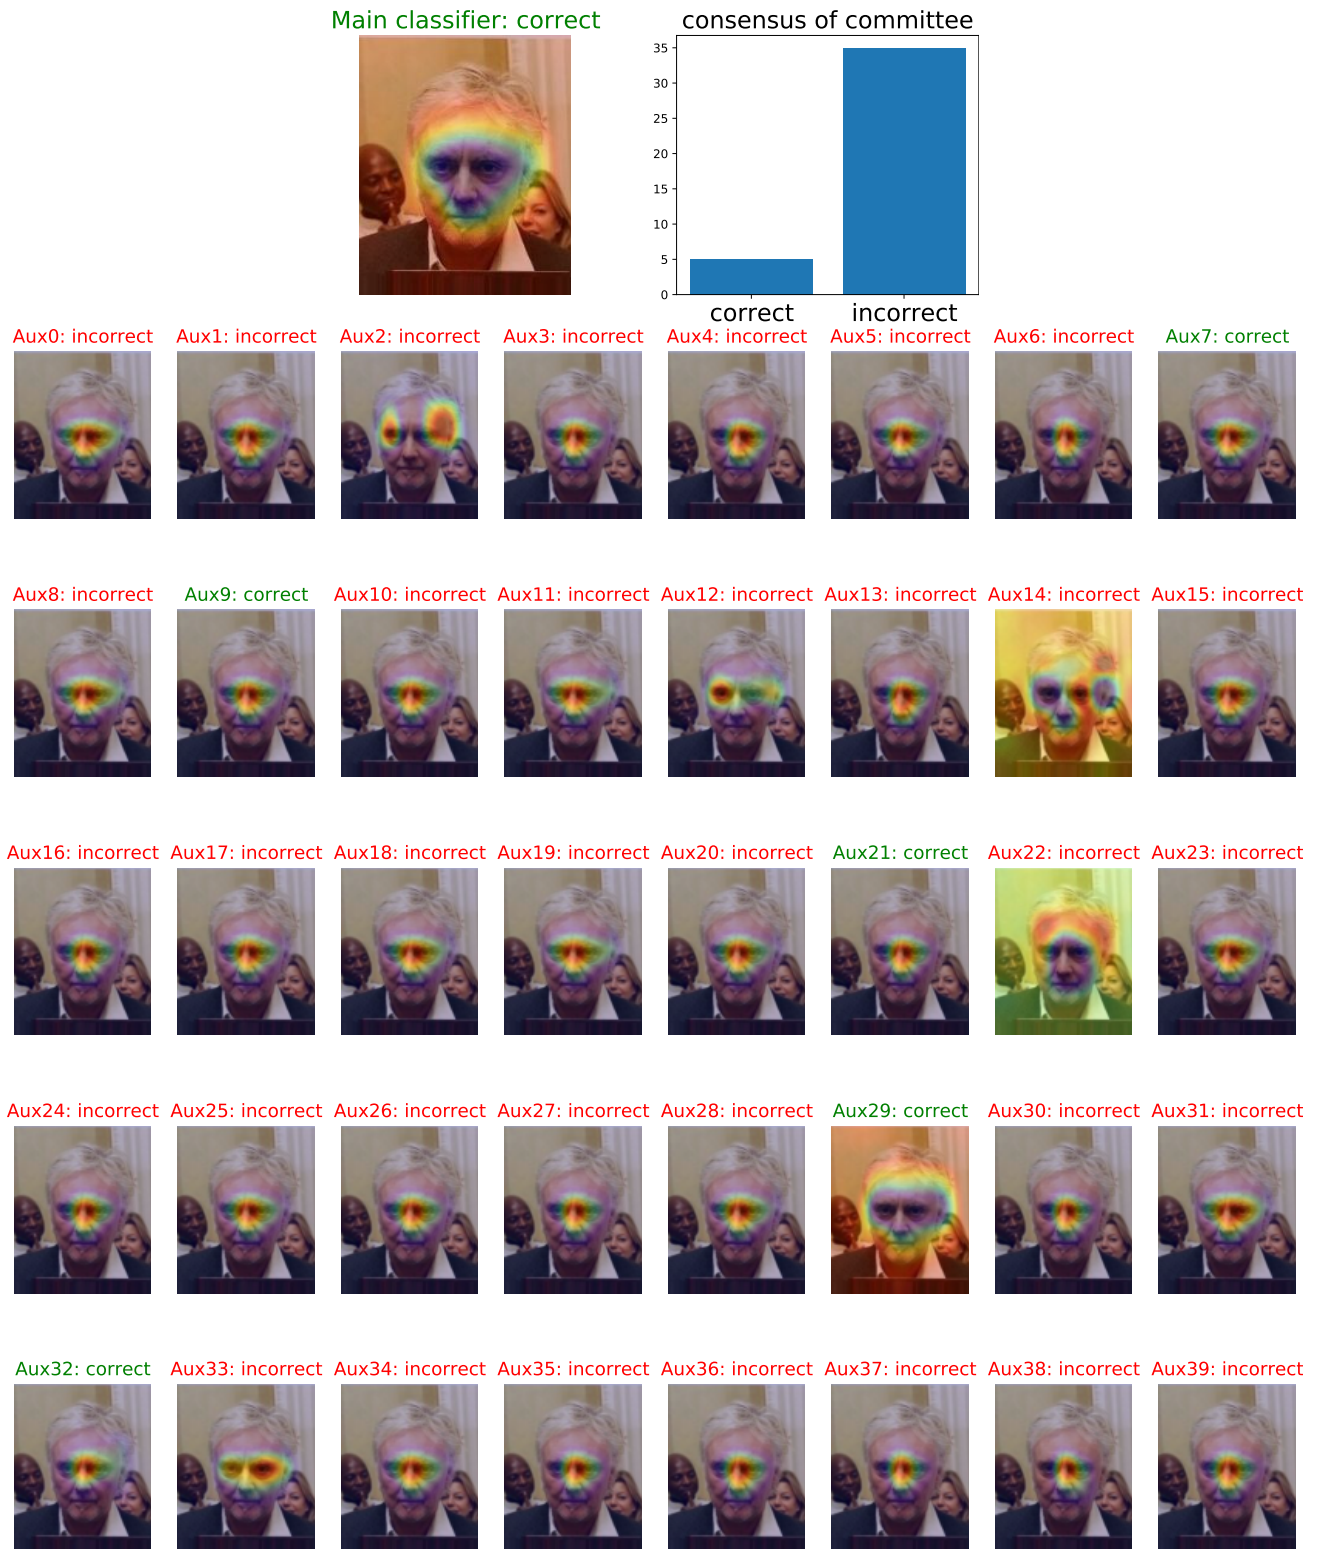 Main classifier: correct
consensus of committee
35
30
25
20
15
10
5
0
correct incorrect
Aux0: incorrect Aux1: incorrect Aux2: incorrect Aux3: incorrect Aux4: incorrect Aux5: incorrect Aux6: incorrect Aux7: correct
Aux8: incorrect Aux9: correct Aux10: incorrect Aux11: incorrect Aux12: incorrect Aux13: incorrect Aux14: incorrect Aux15: incorrect
Aux16: incorrect Aux17: incorrect Aux18: incorrect Aux19: incorrect Aux20: incorrect Aux21: correct Aux22: incorrect Aux23: incorrect
Aux24: incorrect Aux25: incorrect Aux26: incorrect Aux27: incorrect Aux28: incorrect Aux29: correct Aux30: incorrect Aux31: incorrect
Aux32: correct Aux33: incorrect Aux34: incorrect Aux35: incorrect Aux36: incorrect Aux37: incorrect Aux38: incorrect Aux39: incorrect